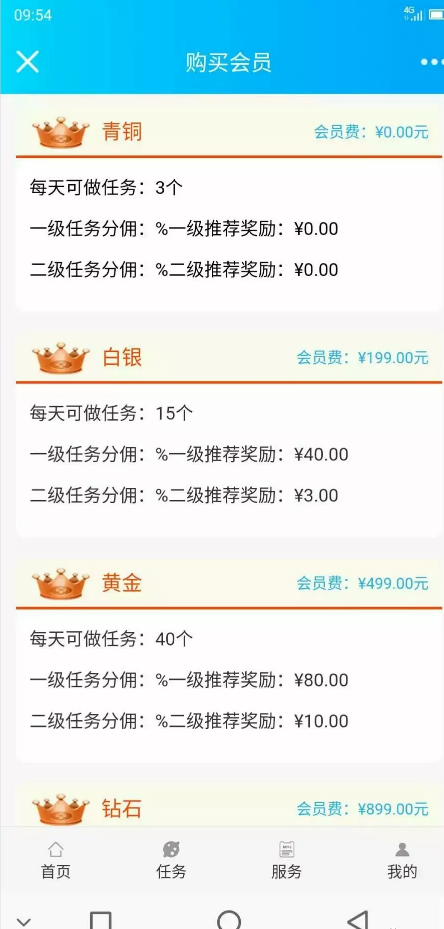 09:54
4G
购买会员
青铜
会员费：¥0.00元
每天可做任务：3个
一级任务分佣：%一级推荐奖励：¥0.00
二级任务分佣：%二级推荐奖励：¥0.00
白银
会员费：¥199.00元
每天可做任务：15个
一级任务分佣：%一级推荐奖励：¥40.00
二级任务分佣：%二级推荐奖励：¥3.00
黄金
会员费：¥499.00元
每天可做任务：40个
一级任务分佣：%一级推荐奖励：¥80.00
二级任务分佣：%二级推荐奖励：¥10.00
钻石
会员费：¥899.00元
首页
任务
服务
我的